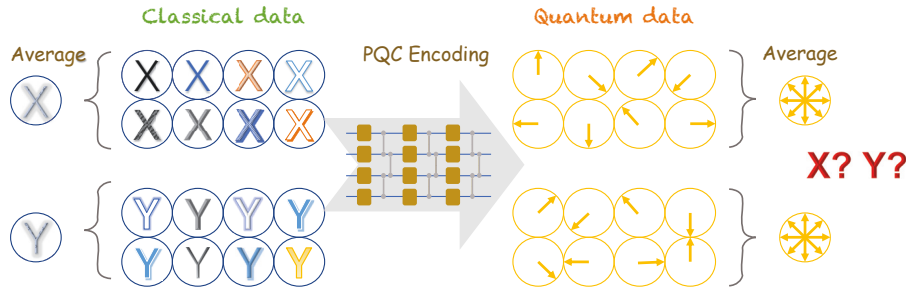 Classical data
Quantum data
Average
PQC Encoding
Average
X X X X
X X X X
X
X? Y?
Y Y Y Y
Y Y Y Y
Y